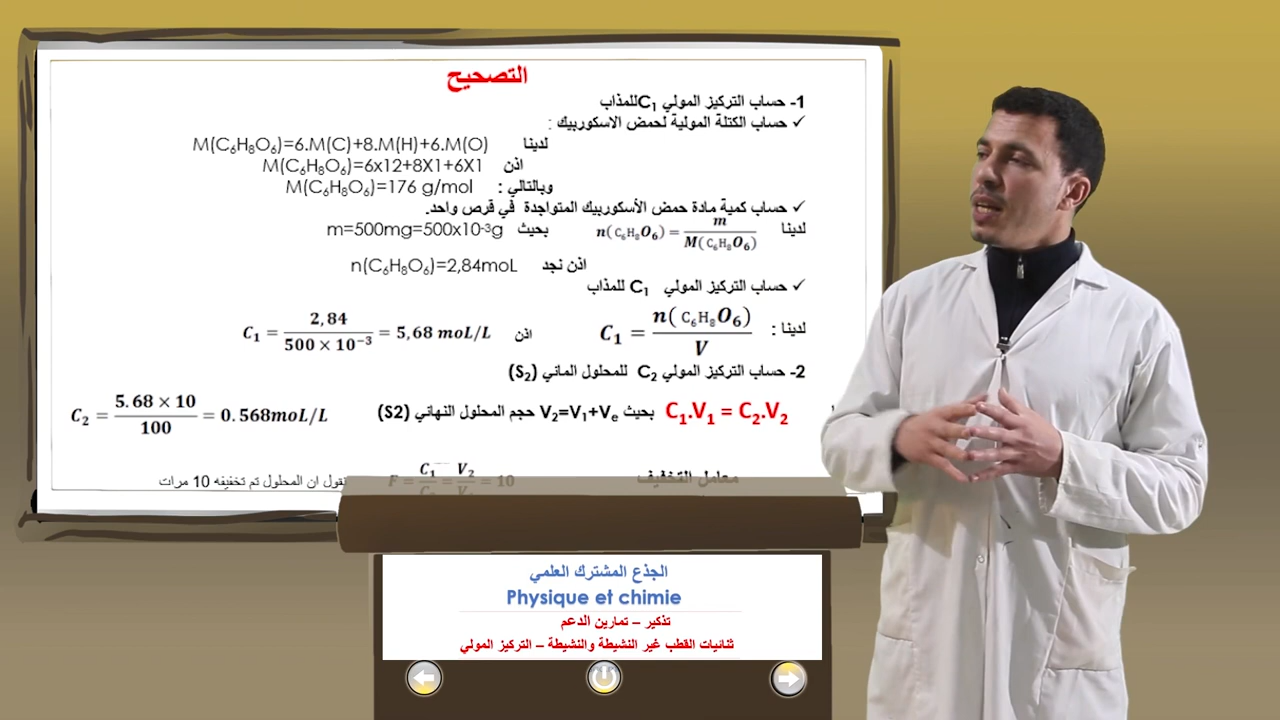 التصحيح
1- حساب التركيز المولي C₁للمذاب
✓ حساب الكتلة المولية لحمض الاسكوربيك :
لدينا M(C₆H₈O₆)=6.M(C)+8.M(H)+6.M(O)
اذن M(C₆H₈O₆)=6x12+8X1+6X1
وبالتالي : M(C₆H₈O₆)=176 g/mol
✓ حساب كمية مادة حمض الأسكوربيك المتواجدة في قرص واحد.
لدينا n(C₆H₈O₆) = m / M(C₆H₈O₆) بحيث m=500mg=500x10⁻³g
اذن نجد n(C₆H₈O₆)=2,84moL
✓ حساب التركيز المولي C₁ للمذاب
لدينا : C₁ = n(C₆H₈O₆) / V اذن C₁ = 2,84 / 500 × 10⁻³ = 5,68 moL/L
2- حساب التركيز المولي C₂ للمحلول المائي (S₂)
C₁.V₁ = C₂.V₂ بحيث V₂=V₁+Vₑ حجم المحلول النهائي (S2) C₂ = 5.68 × 10 / 100 = 0.568moL/L
معامل التخفيف F = C₁ / C₂ = V₂ / V₁ = 10 نقول ان المحلول تم تخفيفه 10 مرات
الجذع المشترك العلمي
Physique et chimie
تذكير – تمارين الدعم
ثنائيات القطب غير النشيطة والنشيطة – التركيز المولي